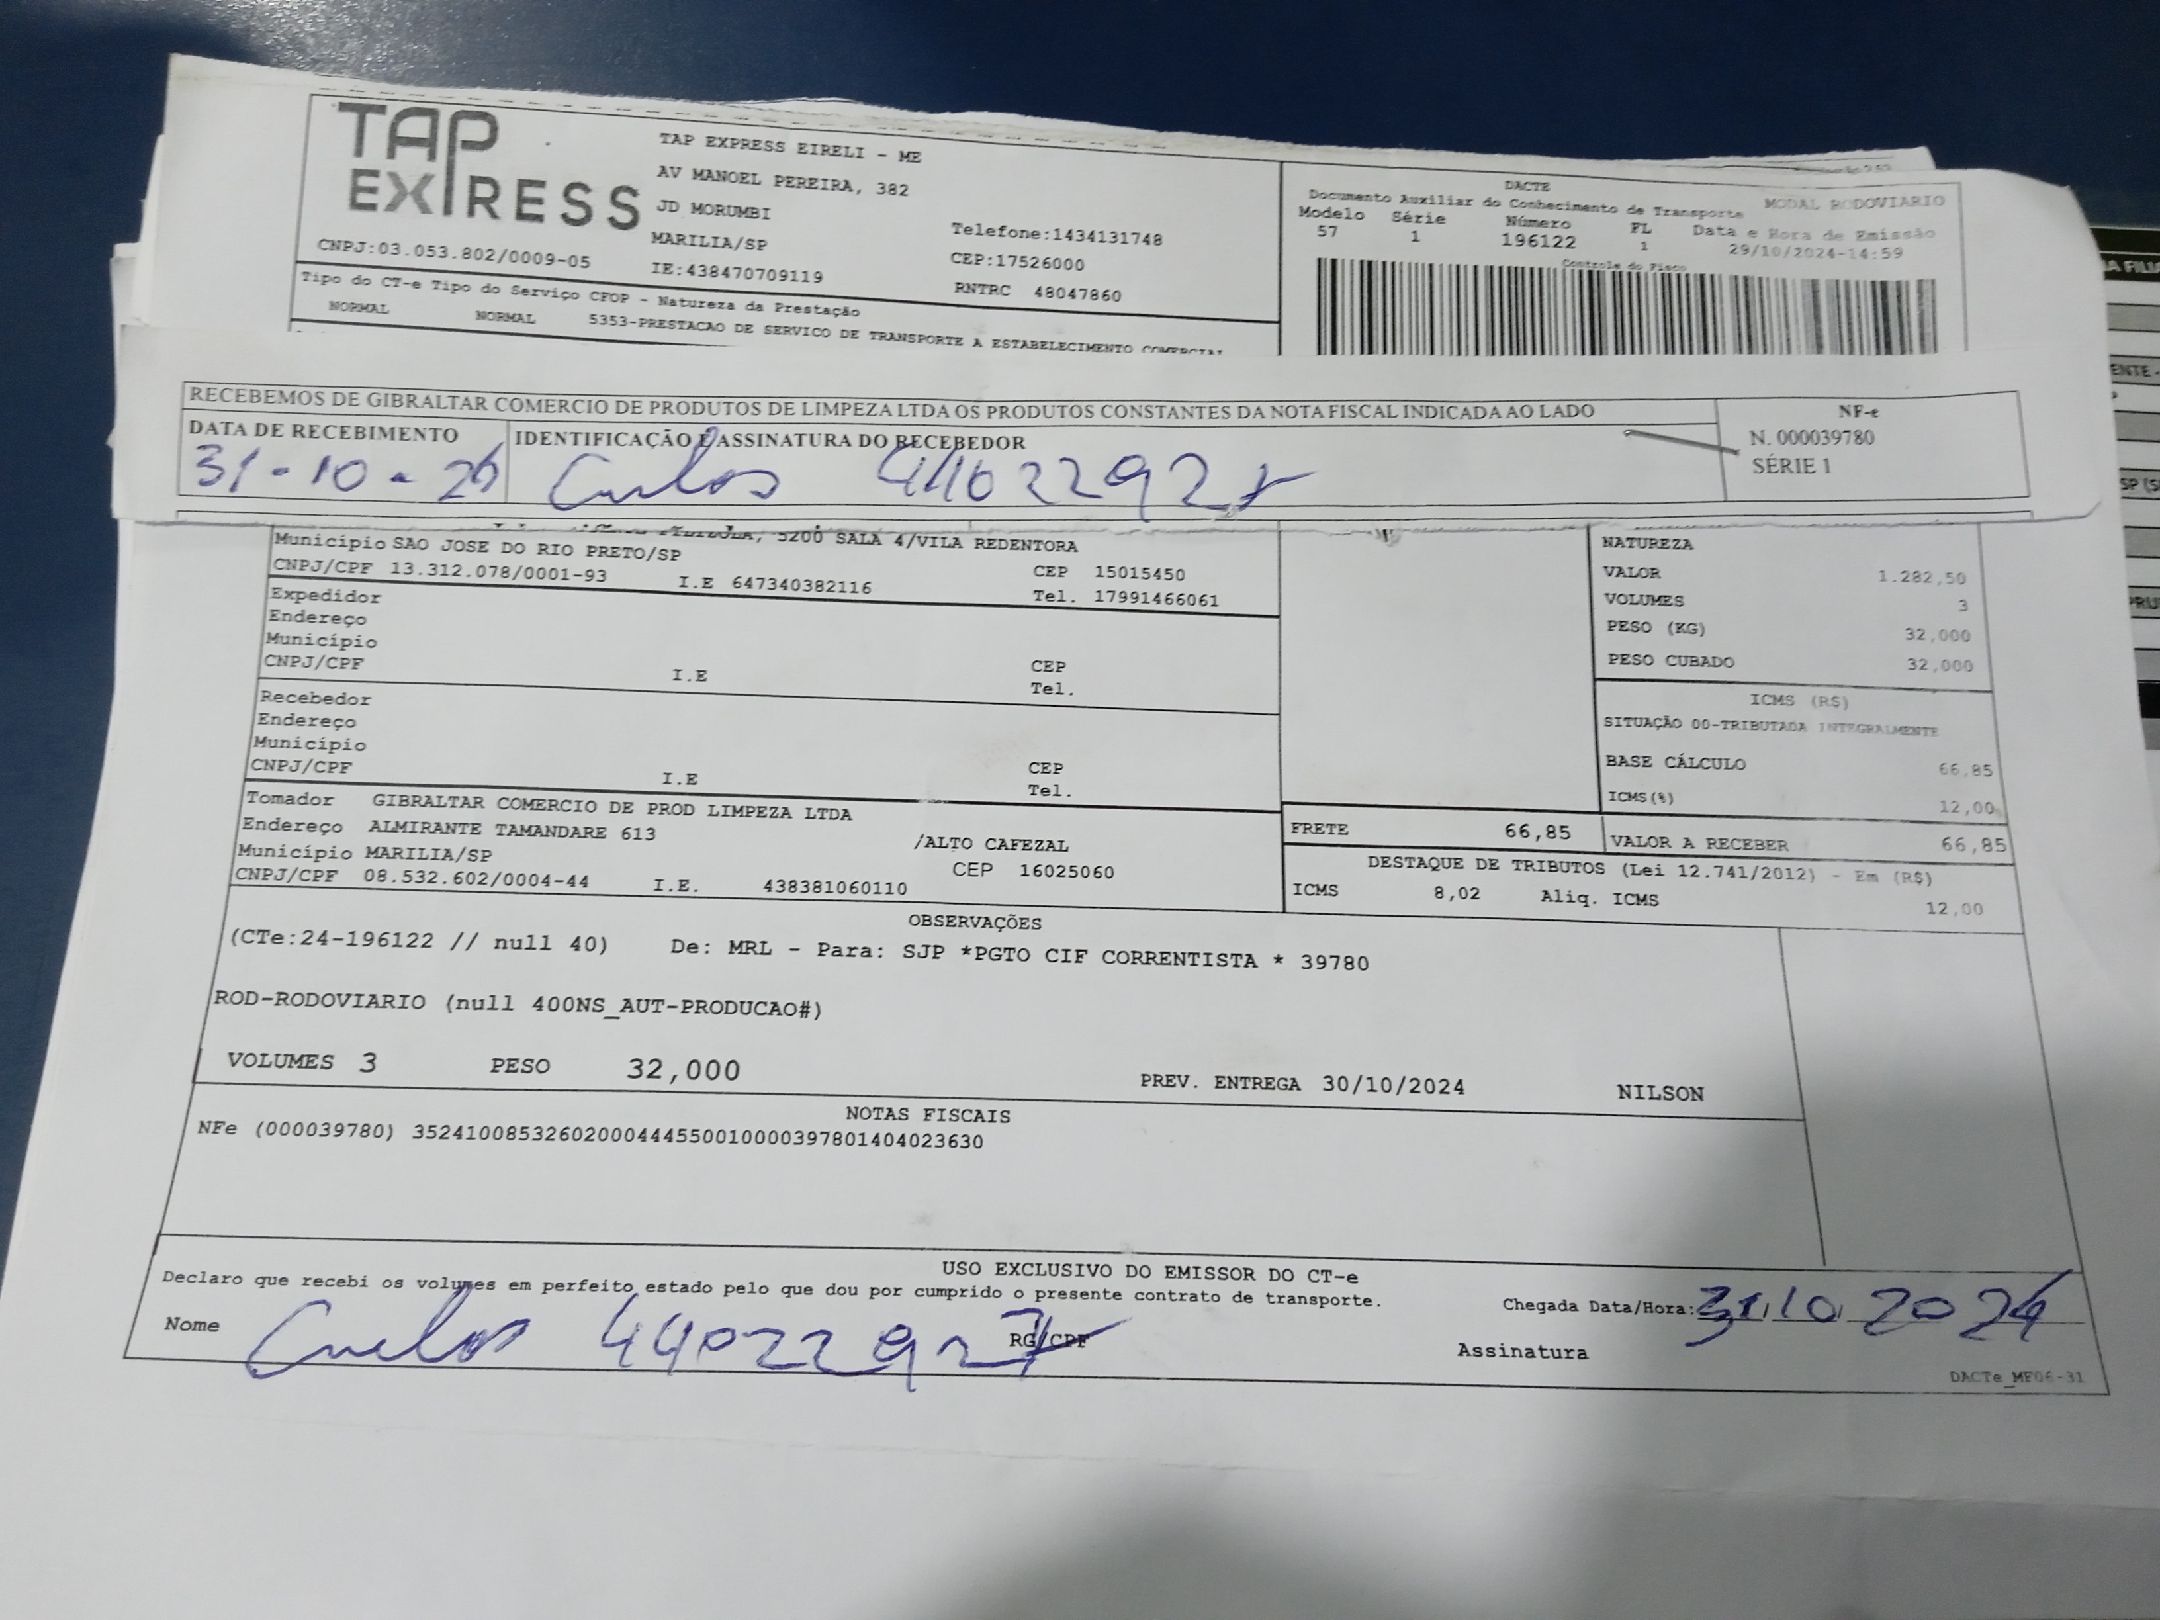 TAP
EXPRESS
TAP EXPRESS EIRELI - ME
AV MANOEL PEREIRA, 382
JD MORUMBI
MARILIA/SP
Telefone:1434131748
CEP:17526000
CNPJ:03.053.802/0009-05
IE:438470709119
RNTRC 48047860
DACTE
Documento Auxiliar do Conhecimento de Transporte
MODAL RODOVIARIO
Modelo Série Número FL Data e Hora de Emissão
57 1 196122 1 29/10/2024-14:59
Controle do Fisco
Tipo do CT-e Tipo do Serviço CFOP - Natureza da Prestação
NORMAL NORMAL 5353-PRESTACAO DE SERVICO DE TRANSPORTE A ESTABELECIMENTO COMERCIAL
RECEBEMOS DE GIBRALTAR COMERCIO DE PRODUTOS DE LIMPEZA LTDA OS PRODUTOS CONSTANTES DA NOTA FISCAL INDICADA AO LADO
NF-e
N. 000039780
SÉRIE 1
DATA DE RECEBIMENTO
IDENTIFICAÇÃO E ASSINATURA DO RECEBEDOR
31-10-24 Carlos 44022927
5200 SALA 4/VILA REDENTORA
Município SAO JOSE DO RIO PRETO/SP
CEP 15015450
CNPJ/CPF 13.312.078/0001-93 I.E 647340382116
Tel. 17991466061
Expedidor
Endereço
Município
CEP
CNPJ/CPF I.E
Tel.
Recebedor
Endereço
Município
CEP
CNPJ/CPF I.E
Tel.
Tomador GIBRALTAR COMERCIO DE PROD LIMPEZA LTDA
Endereço ALMIRANTE TAMANDARE 613 /ALTO CAFEZAL
Município MARILIA/SP CEP 16025060
CNPJ/CPF 08.532.602/0004-44 I.E. 438381060110
NATUREZA
VALOR 1.282,50
VOLUMES 3
PESO (KG) 32,000
PESO CUBADO 32,000
ICMS (R$)
SITUAÇÃO 00-TRIBUTADA INTEGRALMENTE
BASE CÁLCULO 66,85
ICMS(%) 12,00
FRETE 66,85 VALOR A RECEBER 66,85
DESTAQUE DE TRIBUTOS (Lei 12.741/2012) - Em (R$)
ICMS 8,02 Aliq. ICMS 12,00
OBSERVAÇÕES
(CTe:24-196122 // null 40) De: MRL - Para: SJP *PGTO CIF CORRENTISTA * 39780
ROD-RODOVIARIO (null 400NS_AUT-PRODUCAO#)
VOLUMES 3 PESO 32,000 PREV. ENTREGA 30/10/2024 NILSON
NOTAS FISCAIS
NFe (000039780) 35241008532602000444550010000397801404023630
USO EXCLUSIVO DO EMISSOR DO CT-e
Declaro que recebi os volumes em perfeito estado pelo que dou por cumprido o presente contrato de transporte.
Chegada Data/Hora: 31/10/2024
Nome Carlos 44022927 RG/CPF
Assinatura
DACTe_MF06-31